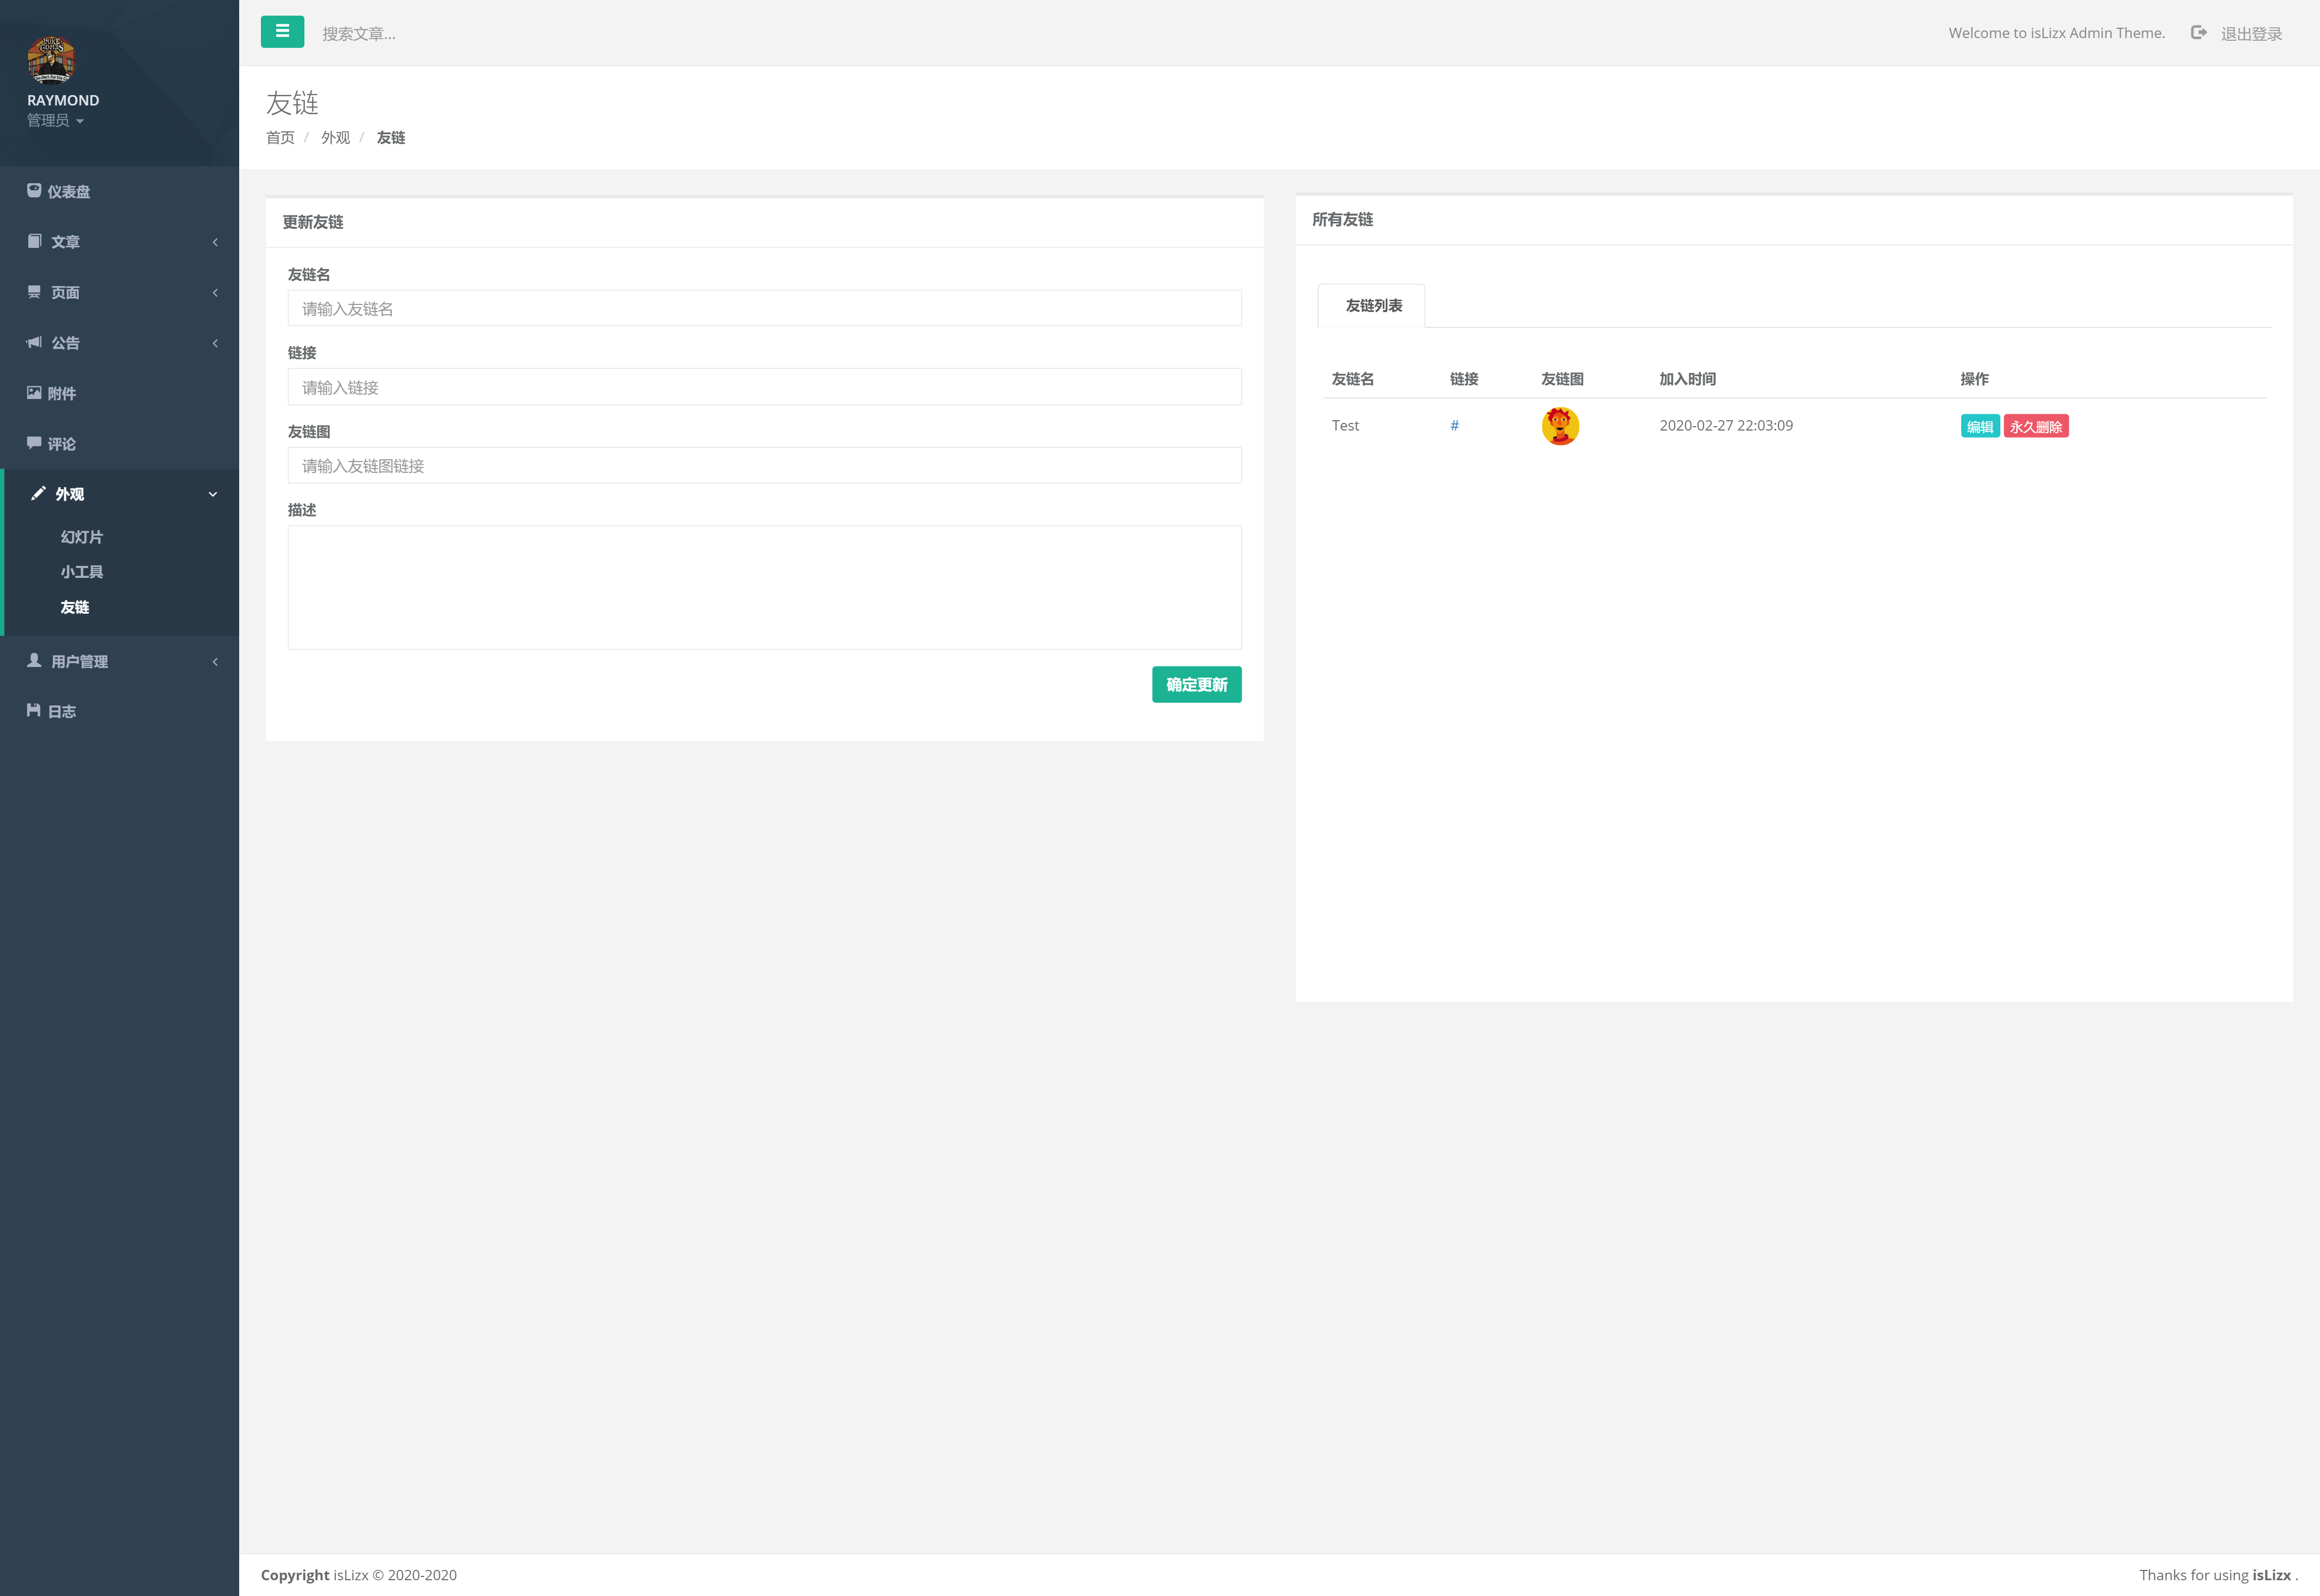 RAYMOND
管理员
仪表盘
文章
页面
公告
附件
评论
外观
幻灯片
小工具
友链
用户管理
日志
搜索文章...
Welcome to isLizx Admin Theme.
退出登录
友链
首页 / 外观 / 友链
更新友链
友链名
请输入友链名
链接
请输入链接
友链图
请输入友链图链接
描述
确定更新
所有友链
友链列表
友链名 链接 友链图 加入时间 操作
Test # 2020-02-27 22:03:09 编辑 永久删除
Copyright isLizx © 2020-2020
Thanks for using isLizx .